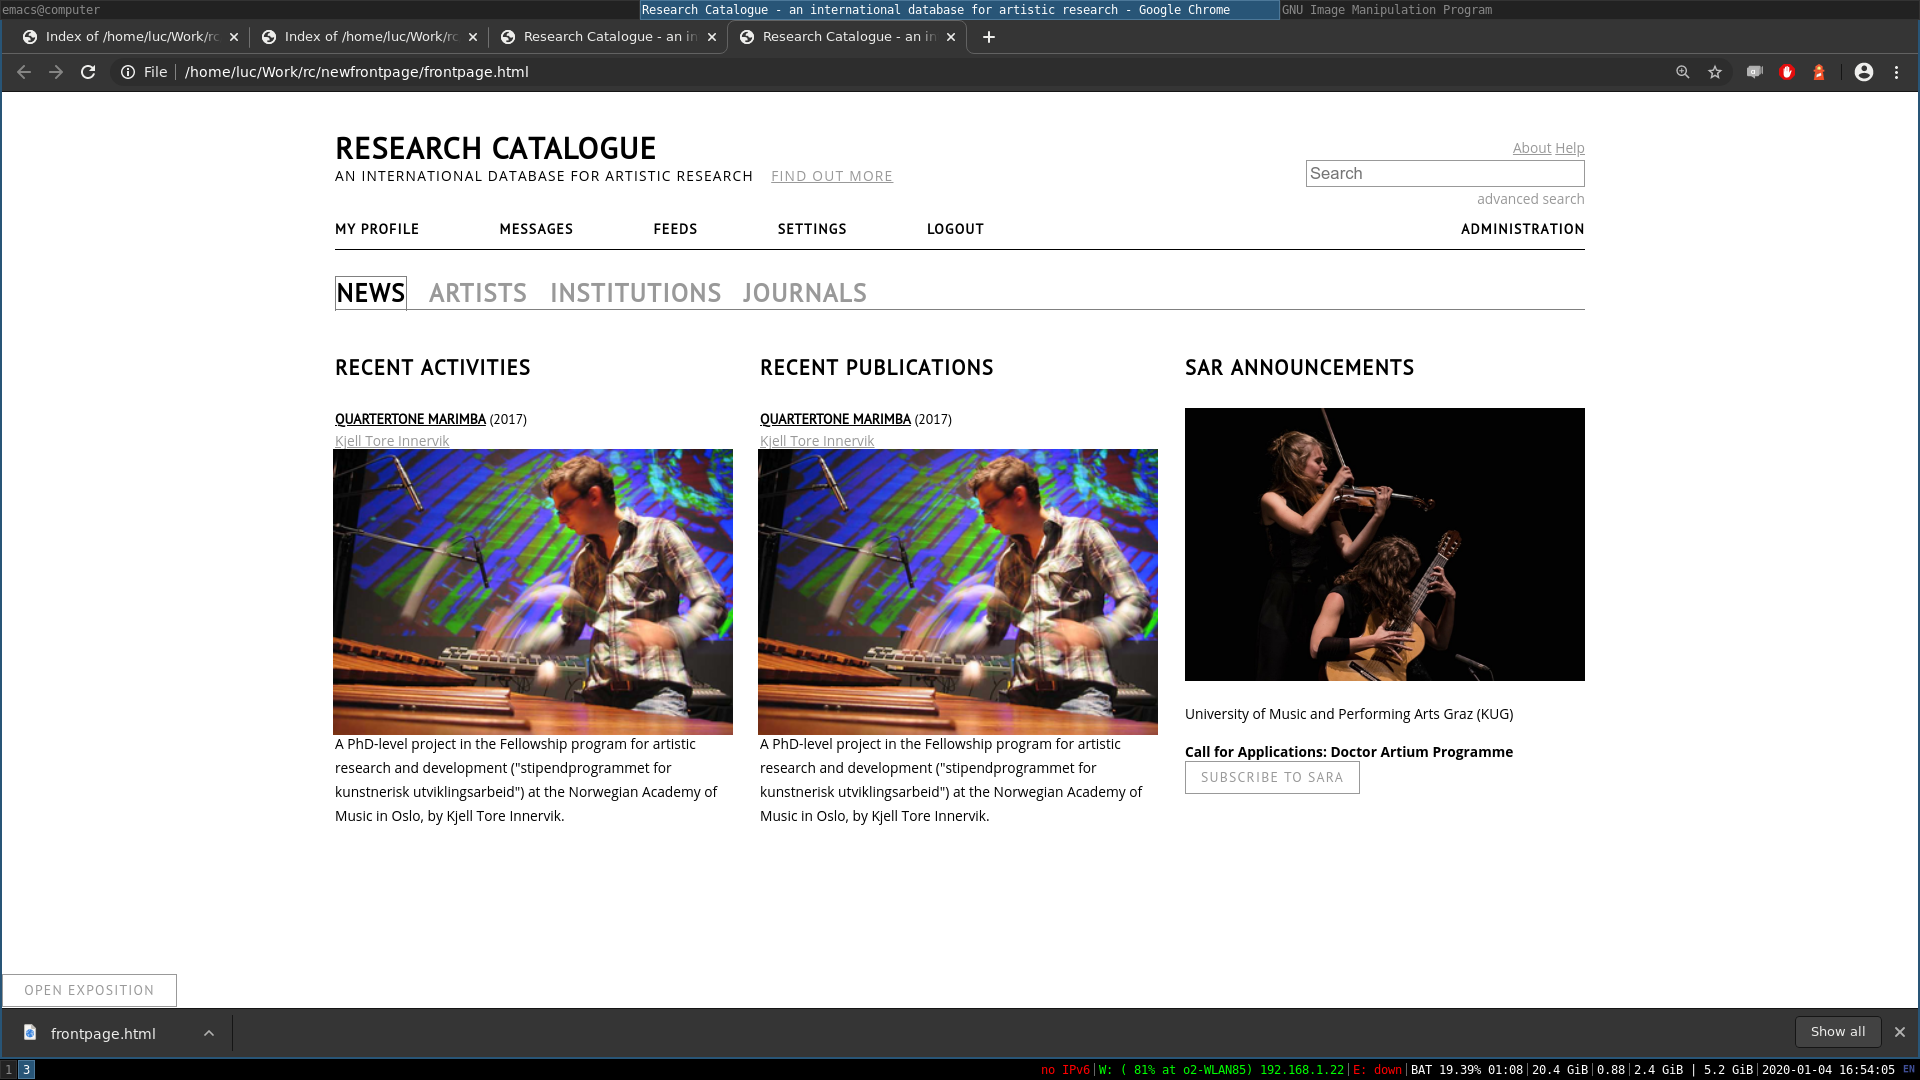 emacs@computer
Research Catalogue - an international database for artistic research - Google Chrome
GNU Image Manipulation Program
Index of /home/luc/Work/rc
Index of /home/luc/Work/rc
Research Catalogue - an in
Research Catalogue - an in
File
/home/luc/Work/rc/newfrontpage/frontpage.html
RESEARCH CATALOGUE
AN INTERNATIONAL DATABASE FOR ARTISTIC RESEARCH FIND OUT MORE
About Help
Search
advanced search
MY PROFILE MESSAGES FEEDS SETTINGS LOGOUT ADMINISTRATION
NEWS ARTISTS INSTITUTIONS JOURNALS
RECENT ACTIVITIES
QUARTERTONE MARIMBA (2017)
Kjell Tore Innervik
A PhD-level project in the Fellowship program for artistic
research and development ("stipendprogrammet for
kunstnerisk utviklingsarbeid") at the Norwegian Academy of
Music in Oslo, by Kjell Tore Innervik.
RECENT PUBLICATIONS
QUARTERTONE MARIMBA (2017)
Kjell Tore Innervik
A PhD-level project in the Fellowship program for artistic
research and development ("stipendprogrammet for
kunstnerisk utviklingsarbeid") at the Norwegian Academy of
Music in Oslo, by Kjell Tore Innervik.
SAR ANNOUNCEMENTS
University of Music and Performing Arts Graz (KUG)
Call for Applications: Doctor Artium Programme
SUBSCRIBE TO SARA
OPEN EXPOSITION
frontpage.html
Show all
1 3
no IPv6|W: ( 81% at o2-WLAN85) 192.168.1.22|E: down|BAT 19.39% 01:08|20.4 GiB|0.88|2.4 GiB | 5.2 GiB|2020-01-04 16:54:05 EN